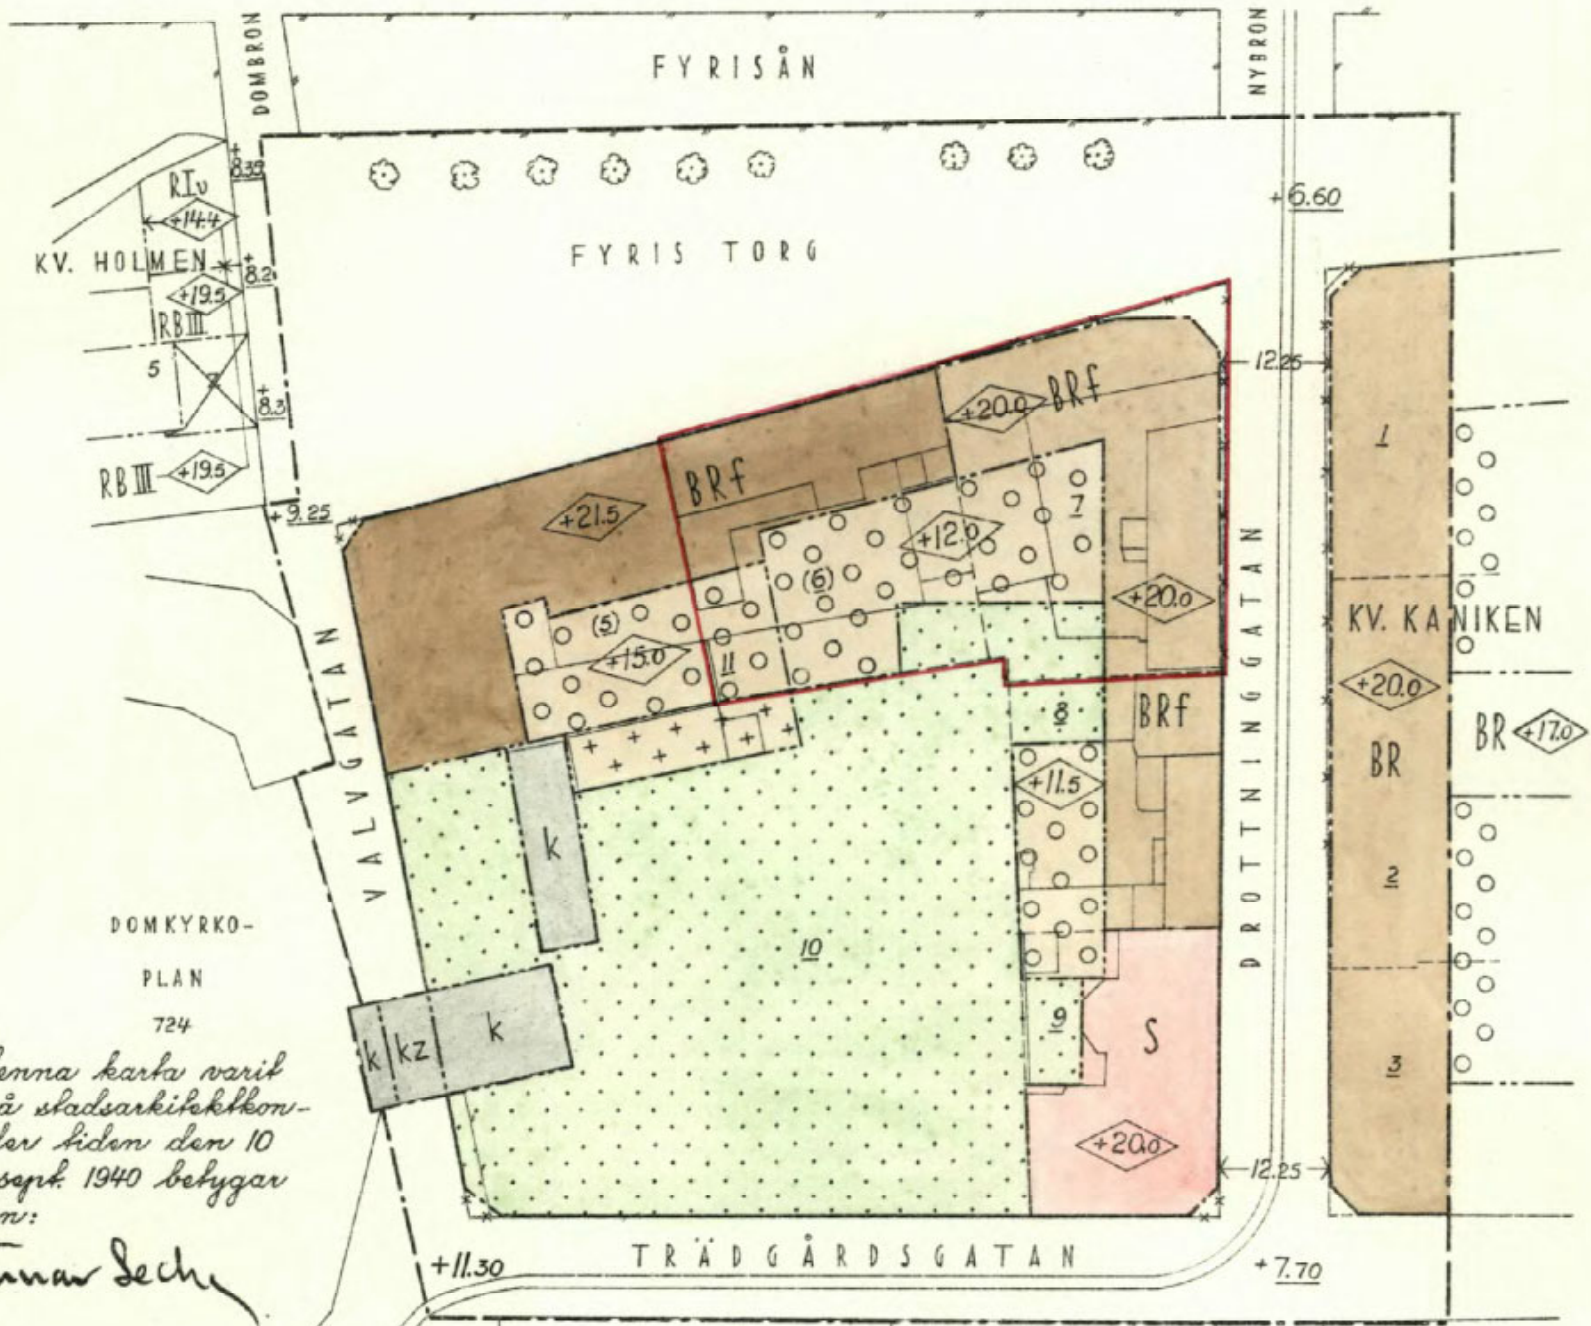 DOMBRON
FYRISÅN
NYBRON
+ 8.35
RIv
+14.4
+6.60
FYRIS TORG
KV. HOLMEN
+ 8.2
+19.5
RBIII
5
+ 8.3
12.25
+20.0 BRf
1
RBIII +19.5
BRf
+ 9.25
+21.5
7
+12.0
(6)
+20.0
(5)
+15.0
11
KV. KANIKEN
+20.0
8
BRf
BR +17.0
BR
+11.5
VALVGATAN
DROTTNINGGATAN
k
2
DOMKYRKO-
PLAN
724
10
9
S
k kz k
3
enna karta varit
å stadsarkitektkon-
er tiden den 10
sept. 1940 betygar
n:
+20.0
12.25
+11.30
TRÄDGÅRDSGATAN
+7.70